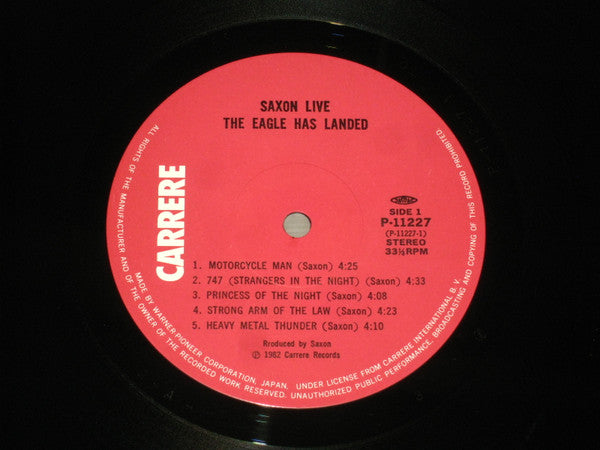 SAXON LIVE
THE EAGLE HAS LANDED
CARRERE
SIDE 1
P-11227
(P-11227-1)
STEREO
33⅓RPM
1. MOTORCYCLE MAN (Saxon) 4:25
2. 747 (STRANGERS IN THE NIGHT) (Saxon) 4:33
3. PRINCESS OF THE NIGHT (Saxon) 4:08
4. STRONG ARM OF THE LAW (Saxon) 4:23
5. HEAVY METAL THUNDER (Saxon) 4:10
Rroduced by Saxon
Ⓟ 1982 Carrere Records
MADE BY WARNER-PIONEER CORPORATION, JAPAN, UNDER LICENSE FROM CARRERE INTERNATIONAL B.V.
ALL RIGHTS OF THE MANUFACTURER AND OF THE OWNER OF THE RECORDED WORK RESERVED. UNAUTHORIZED PUBLIC PERFORMANCE, BROADCASTING AND COPYING OF THIS RECORD PROHIBITED